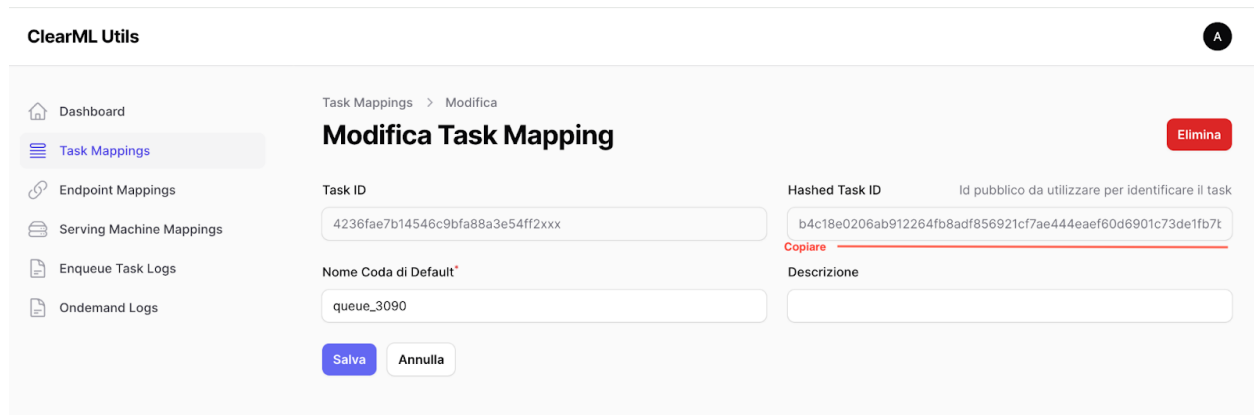 ClearML Utils
A
Dashboard
Task Mappings
Endpoint Mappings
Serving Machine Mappings
Enqueue Task Logs
Ondemand Logs
Task Mappings > Modifica
Modifica Task Mapping
Elimina
Task ID
4236fae7b14546c9bfa88a3e54ff2xxx
Hashed Task ID
Id pubblico da utilizzare per identificare il task
b4c18e0206ab912264fb8adf856921cf7ae444eaef60d6901c73de1fb7b
Copiare
Nome Coda di Default*
queue_3090
Descrizione
Salva
Annulla